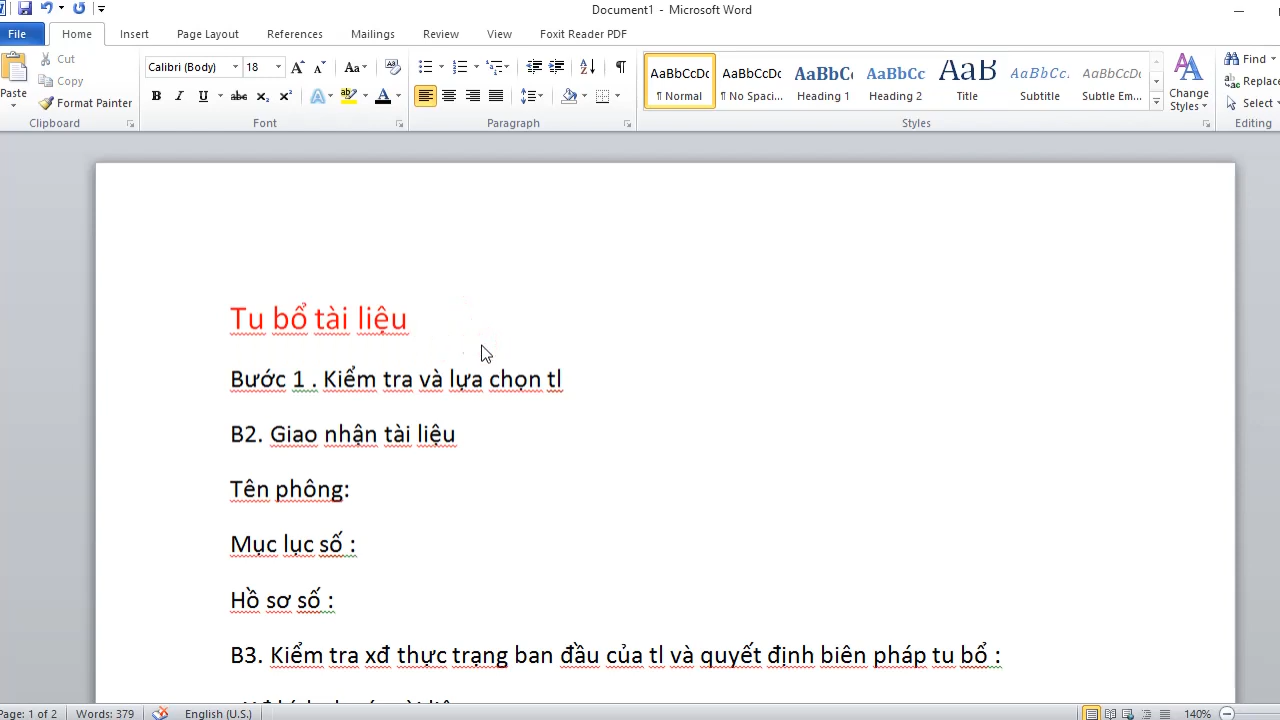 Document1 - Microsoft Word
File Home Insert Page Layout References Mailings Review View Foxit Reader PDF
Cut
Copy
Paste
Format Painter
Clipboard
Calibri (Body) 18
Font
Paragraph
AaBbCcDc AaBbCcDc AaBbCc AaBbCc AaB AaBbCc. AaBbCcDc
¶ Normal ¶ No Spaci... Heading 1 Heading 2 Title Subtitle Subtle Em...
Change
Styles
Styles
Find
Replac
Select
Editing
Tu bổ tài liệu
Bước 1 . Kiểm tra và lựa chọn tl
B2. Giao nhận tài liệu
Tên phông:
Mục lục số :
Hồ sơ số :
B3. Kiểm tra xđ thực trạng ban đầu của tl và quyết định biên pháp tu bổ :
Page: 1 of 2 Words: 379 English (U.S.) 140%